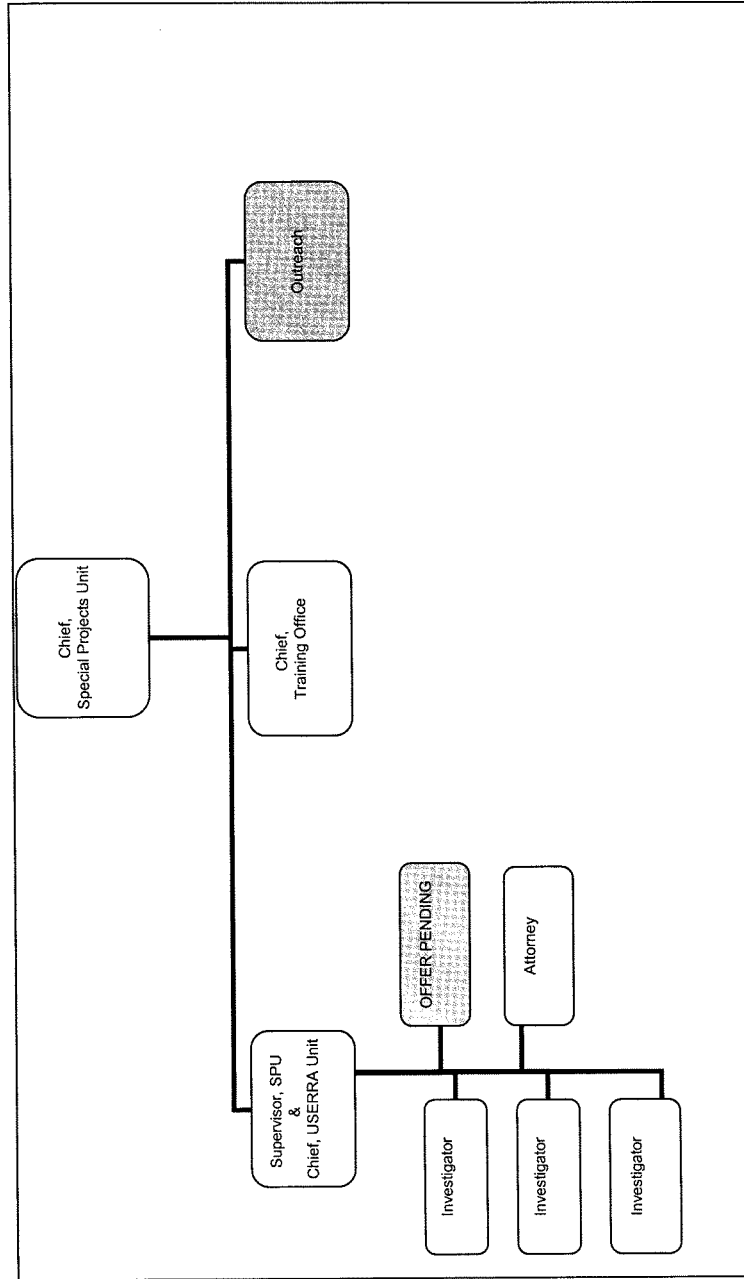 Chief,
Special Projects Unit
Supervisor, SPU
&
Chief, USERRA Unit
Chief,
Training Office
Outreach
Investigator
OFFER PENDING
Investigator
Attorney
Investigator